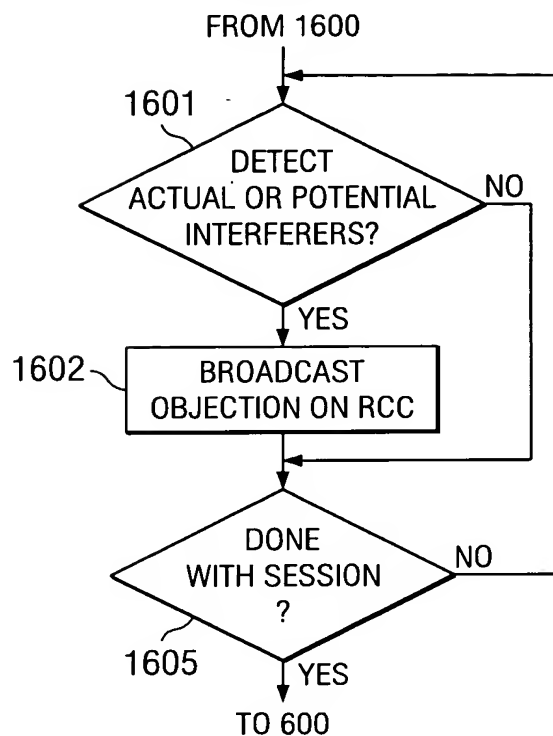 FROM 1600
1601
DETECT
ACTUAL OR POTENTIAL
INTERFERERS?
NO
YES
1602
BROADCAST
OBJECTION ON RCC
DONE
WITH SESSION
?
NO
1605
YES
TO 600